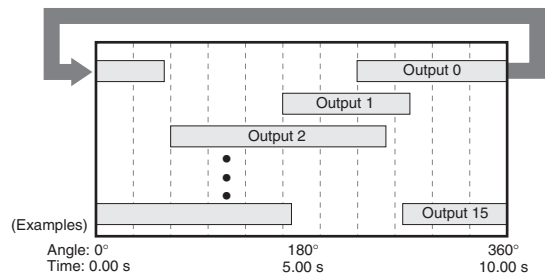 Output 0
Output 1
Output 2
Output 15
(Examples)
Angle: 0° 180° 360°
Time: 0.00 s 5.00 s 10.00 s